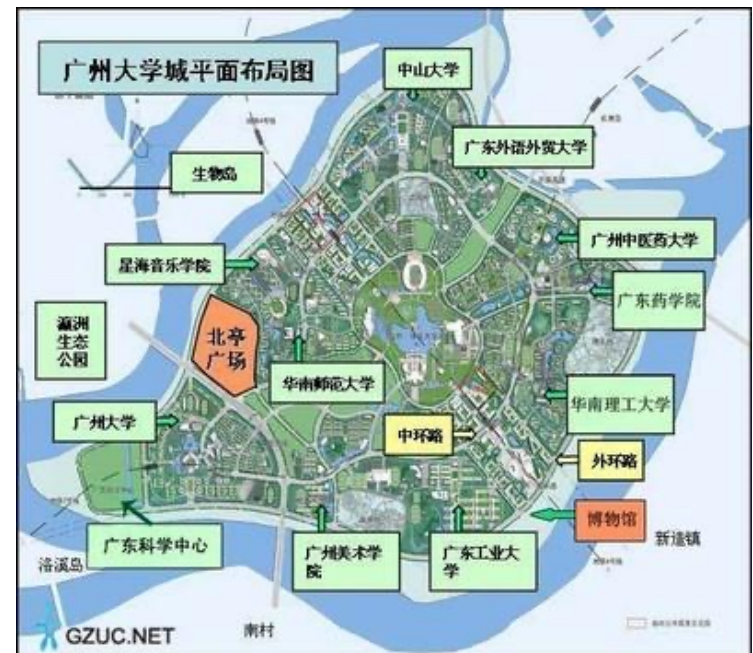 广州大学城平面布局图
中山大学
广东外语外贸大学
生物岛
广州中医药大学
星海音乐学院
广东药学院
瀛洲
生态
公园
北亭
广场
华南师范大学
华南理工大学
广州大学
中环路
外环路
博物馆
广东科学中心
广州美术学
院
广东工业大
学
新造镇
洛溪岛
南村
GZUC.NET